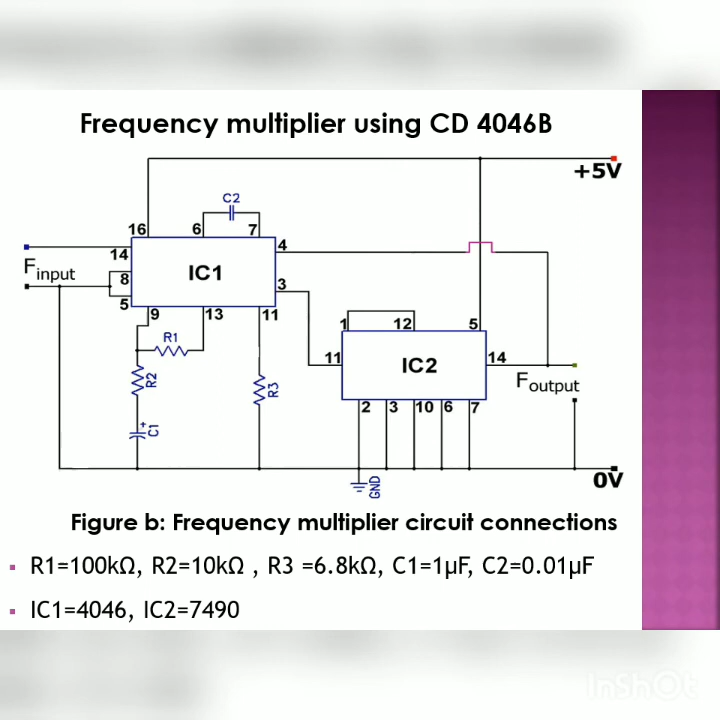 Frequency multiplier using CD 4046B
+5V
C2
16 6 7
14 4
Finput 8 IC1 3
5
9 13 11
R1
1 12 5
R2 R3 11 IC2 14
Foutput
2 3 10 6 7
+
C1
GND
0V
Figure b: Frequency multiplier circuit connections
R1=100kΩ, R2=10kΩ , R3 =6.8kΩ, C1=1µF, C2=0.01µF
IC1=4046, IC2=7490
InShOt